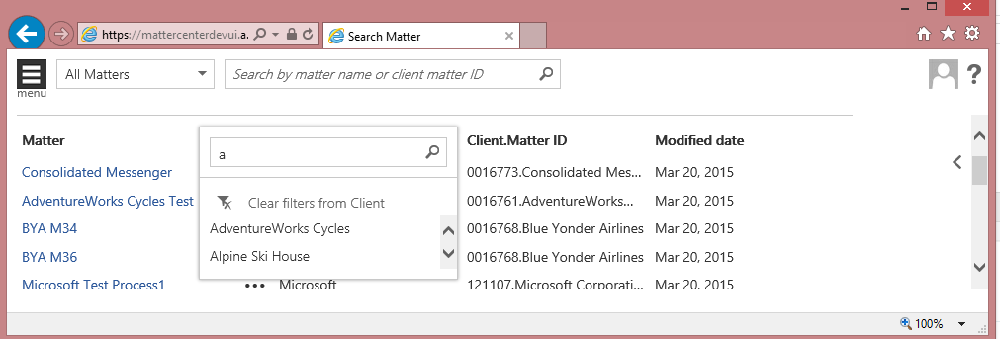 https://mattercenterdevui.a.
Search Matter
menu
All Matters
Search by matter name or client matter ID
?
Matter
Client.Matter ID
Modified date
a
Consolidated Messenger
0016773.Consolidated Mes...
Mar 20, 2015
AdventureWorks Cycles Test
Clear filters from Client
0016761.AdventureWorks...
Mar 20, 2015
BYA M34
AdventureWorks Cycles
0016768.Blue Yonder Airlines
Mar 20, 2015
BYA M36
Alpine Ski House
0016768.Blue Yonder Airlines
Mar 20, 2015
Microsoft Test Process1
Microsoft
121107.Microsoft Corporati...
Mar 20, 2015
100%